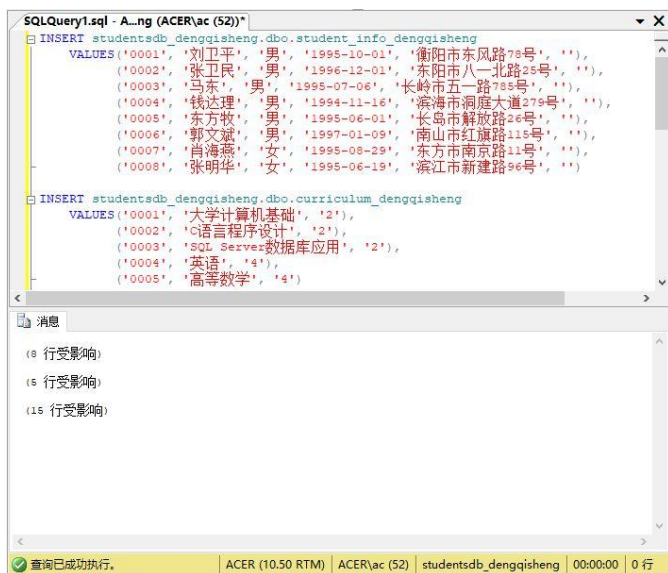 SQLQuery1.sql - A...ng (ACER\ac (52))*
INSERT studentsdb_dengqisheng.dbo.student_info_dengqisheng
VALUES('0001', '刘卫平', '男', '1995-10-01', '衡阳市东风路78号', ''),
('0002', '张卫民', '男', '1996-12-01', '东阳市八一北路25号', ''),
('0003', '马东', '男', '1995-07-06', '长岭市五一路785号', ''),
('0004', '钱达理', '男', '1994-11-16', '滨海市洞庭大道279号', ''),
('0005', '东方牧', '男', '1995-06-01', '长岛市解放路26号', ''),
('0006', '郭文斌', '男', '1997-01-09', '南山市红旗路115号', ''),
('0007', '肖海燕', '女', '1995-08-29', '东方市南京路11号', ''),
('0008', '张明华', '女', '1995-06-19', '滨江市新建路96号', '')
INSERT studentsdb_dengqisheng.dbo.curriculum_dengqisheng
VALUES('0001', '大学计算机基础', '2'),
('0002', 'C语言程序设计', '2'),
('0003', 'SQL Server数据库应用', '2'),
('0004', '英语', '4'),
('0005', '高等数学', '4')
消息
(8 行受影响)
(5 行受影响)
(15 行受影响)
查询已成功执行。 ACER (10.50 RTM) ACER\ac (52) studentsdb_dengqisheng 00:00:00 0 行